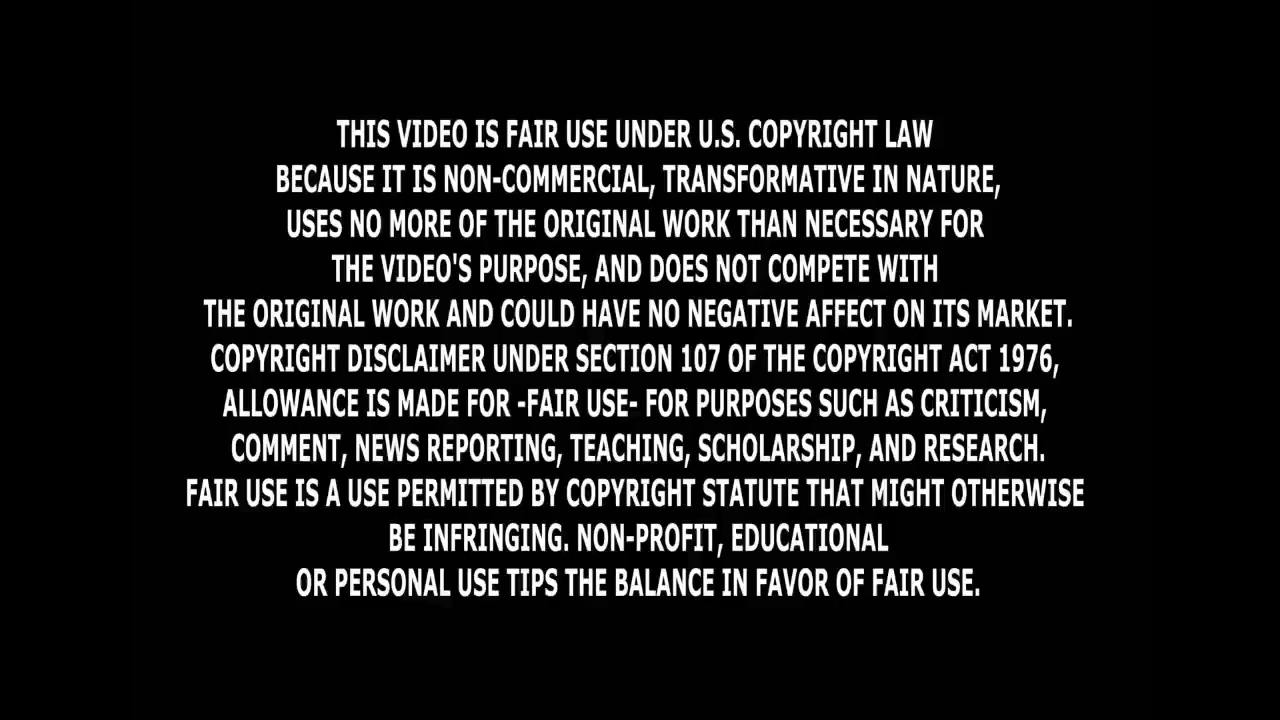 THIS VIDEO IS FAIR USE UNDER U.S. COPYRIGHT LAW
BECAUSE IT IS NON-COMMERCIAL, TRANSFORMATIVE IN NATURE,
USES NO MORE OF THE ORIGINAL WORK THAN NECESSARY FOR
THE VIDEO'S PURPOSE, AND DOES NOT COMPETE WITH
THE ORIGINAL WORK AND COULD HAVE NO NEGATIVE AFFECT ON ITS MARKET.
COPYRIGHT DISCLAIMER UNDER SECTION 107 OF THE COPYRIGHT ACT 1976,
ALLOWANCE IS MADE FOR -FAIR USE- FOR PURPOSES SUCH AS CRITICISM,
COMMENT, NEWS REPORTING, TEACHING, SCHOLARSHIP, AND RESEARCH.
FAIR USE IS A USE PERMITTED BY COPYRIGHT STATUTE THAT MIGHT OTHERWISE
BE INFRINGING. NON-PROFIT, EDUCATIONAL
OR PERSONAL USE TIPS THE BALANCE IN FAVOR OF FAIR USE.